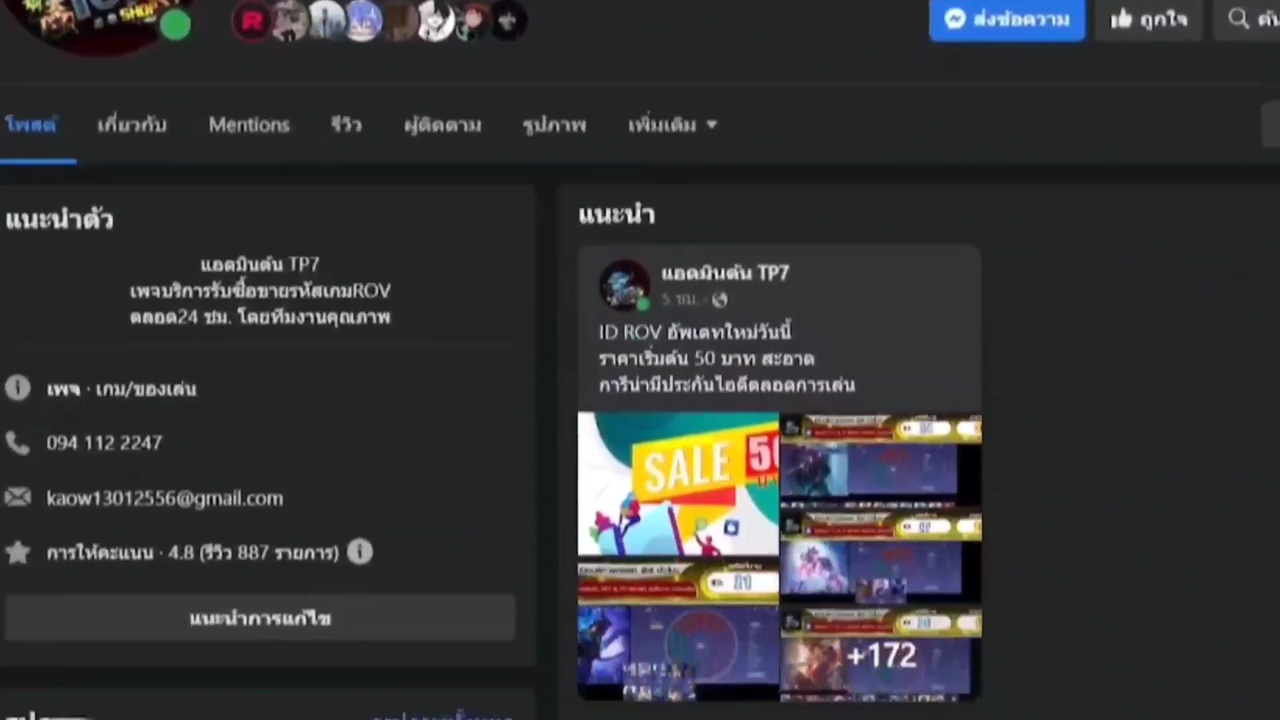 SHOP
ส่งข้อความ
ถูกใจ
โพสต์
เกี่ยวกับ
Mentions
รีวิว
ผู้ติดตาม
รูปภาพ
เพิ่มเติม
แนะนำตัว
แอดมินต้น TP7
เพจบริการรับซื้อขายรหัสเกมROV
ตลอด24 ชม. โดยทีมงานคุณภาพ
เพจ · เกม/ของเล่น
094 112 2247
kaow13012556@gmail.com
การให้คะแนน · 4.8 (รีวิว 887 รายการ)
แนะนำการแก้ไข
แนะนำ
แอดมินต้น TP7
5 ชม. ·
ID ROV อัพเดทใหม่วันนี้
ราคาเริ่มต้น 50 บาท สะอาด
การีน่ามีประกันไอดีตลอดการเล่น
SALE
+172